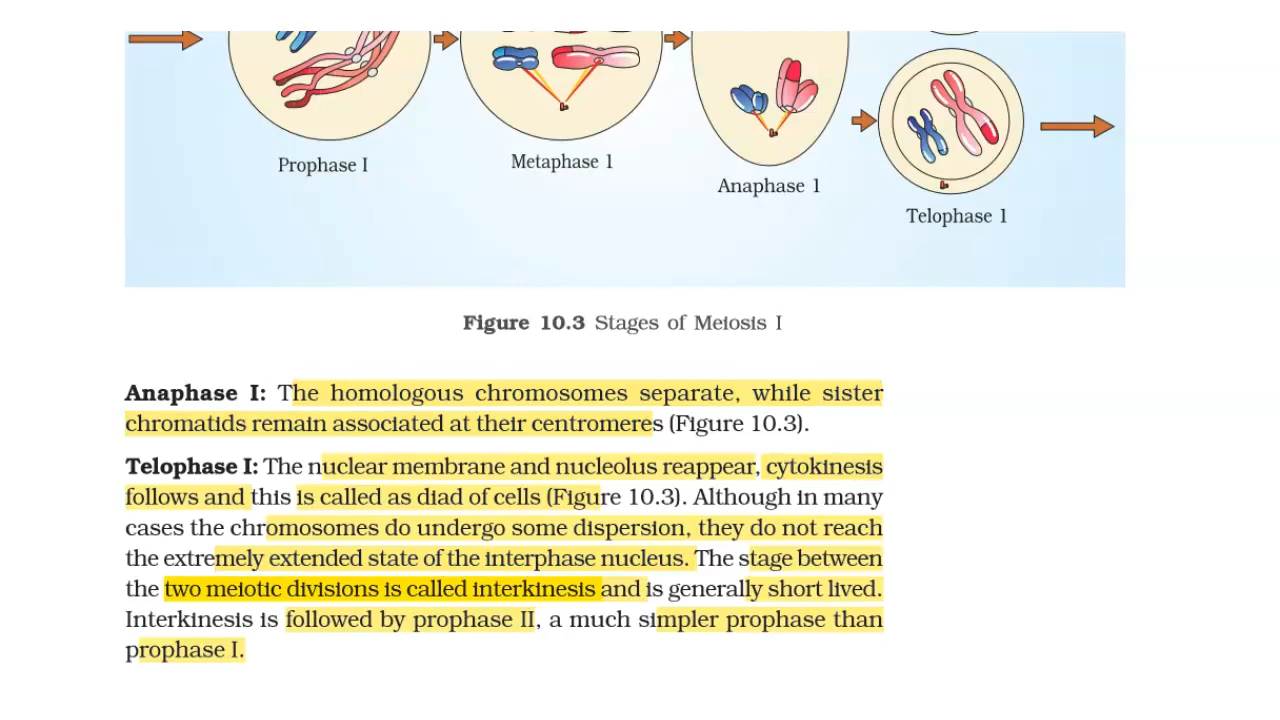 Prophase I
Metaphase 1
Anaphase 1
Telophase 1
Figure 10.3 Stages of Meiosis I
Anaphase I: The homologous chromosomes separate, while sister
chromatids remain associated at their centromeres (Figure 10.3).
Telophase I: The nuclear membrane and nucleolus reappear, cytokinesis
follows and this is called as diad of cells (Figure 10.3). Although in many
cases the chromosomes do undergo some dispersion, they do not reach
the extremely extended state of the interphase nucleus. The stage between
the two meiotic divisions is called interkinesis and is generally short lived.
Interkinesis is followed by prophase II, a much simpler prophase than
prophase I.